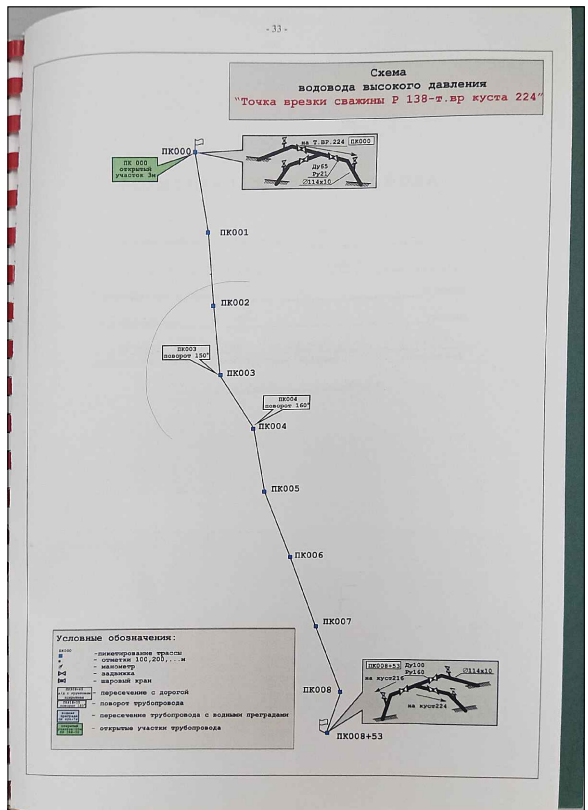 - 33 -
Схема
водовода высокого давления
“Точка врезки сважины Р 138-т.вр куста 224”
ПК000
ПК 000
открытый
участок 3м
на Т.ВР.224
ПК000
Ду65
Ру21
∅114х10
ПК001
ПК002
ПК003
поворот 150°
ПК003
ПК004
поворот 160°
ПК004
ПК005
ПК006
ПК007
ПК008
ПК008+53
ПК008+53
Ду100
Ру160
∅114х10
на куст216
на куст224
Условные обозначения:
-пикетирование трассы
- отметки 100,200,...м
- манометр
- задвижка
- шаровый кран
- пересечение с дорогой
- поворот трубопровода
- пересечение трубопровода с водными преградами
- открытые участки трубопровода